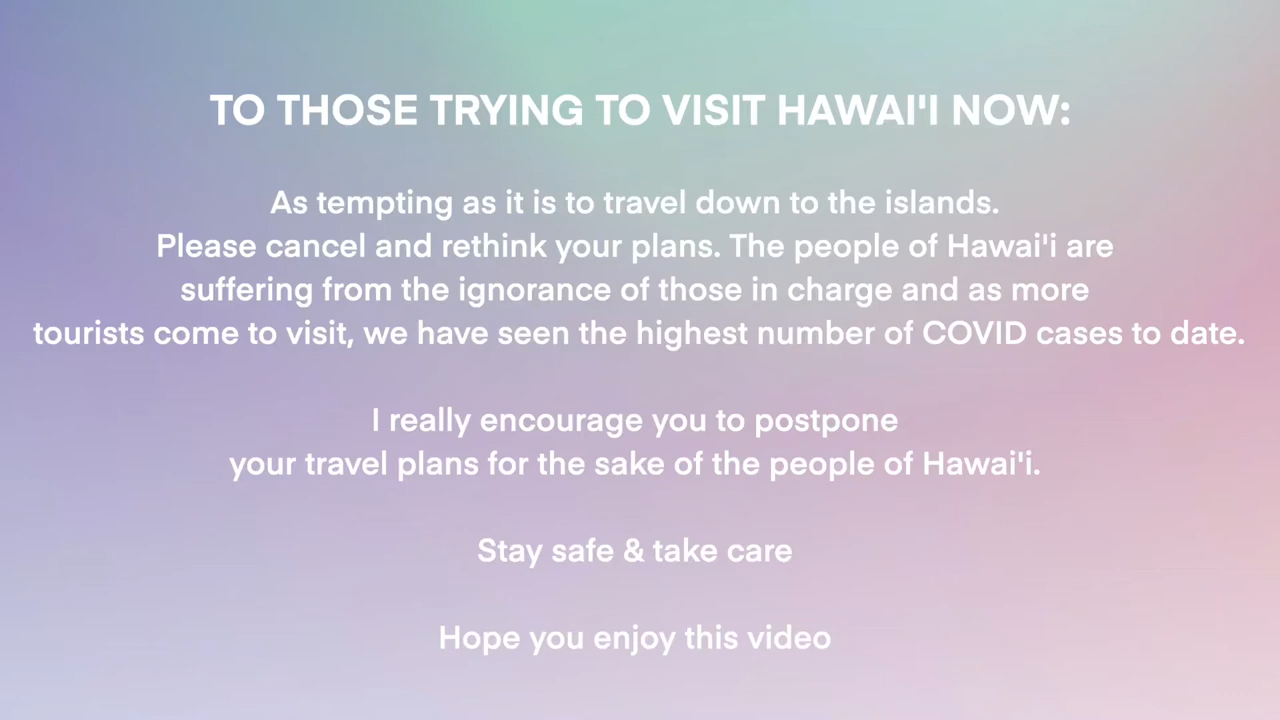 TO THOSE TRYING TO VISIT HAWAI'I NOW:
As tempting as it is to travel down to the islands.
Please cancel and rethink your plans. The people of Hawai'i are
suffering from the ignorance of those in charge and as more
tourists come to visit, we have seen the highest number of COVID cases to date.
I really encourage you to postpone
your travel plans for the sake of the people of Hawai'i.
Stay safe & take care
Hope you enjoy this video